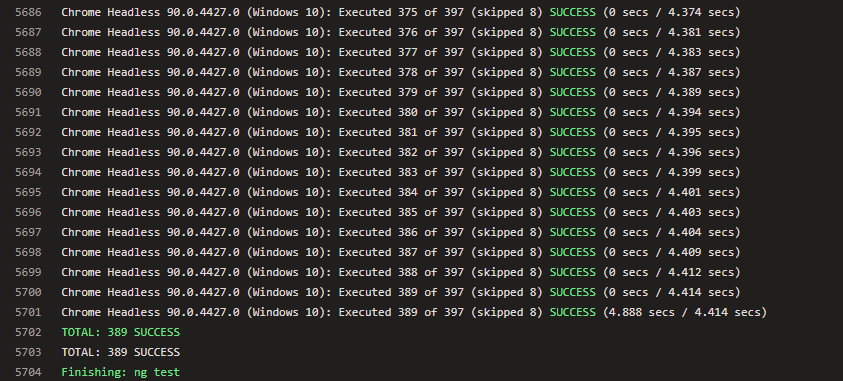 5686 Chrome Headless 90.0.4427.0 (Windows 10): Executed 375 of 397 (skipped 8) SUCCESS (0 secs / 4.374 secs)
5687 Chrome Headless 90.0.4427.0 (Windows 10): Executed 376 of 397 (skipped 8) SUCCESS (0 secs / 4.381 secs)
5688 Chrome Headless 90.0.4427.0 (Windows 10): Executed 377 of 397 (skipped 8) SUCCESS (0 secs / 4.383 secs)
5689 Chrome Headless 90.0.4427.0 (Windows 10): Executed 378 of 397 (skipped 8) SUCCESS (0 secs / 4.387 secs)
5690 Chrome Headless 90.0.4427.0 (Windows 10): Executed 379 of 397 (skipped 8) SUCCESS (0 secs / 4.389 secs)
5691 Chrome Headless 90.0.4427.0 (Windows 10): Executed 380 of 397 (skipped 8) SUCCESS (0 secs / 4.394 secs)
5692 Chrome Headless 90.0.4427.0 (Windows 10): Executed 381 of 397 (skipped 8) SUCCESS (0 secs / 4.395 secs)
5693 Chrome Headless 90.0.4427.0 (Windows 10): Executed 382 of 397 (skipped 8) SUCCESS (0 secs / 4.396 secs)
5694 Chrome Headless 90.0.4427.0 (Windows 10): Executed 383 of 397 (skipped 8) SUCCESS (0 secs / 4.399 secs)
5695 Chrome Headless 90.0.4427.0 (Windows 10): Executed 384 of 397 (skipped 8) SUCCESS (0 secs / 4.401 secs)
5696 Chrome Headless 90.0.4427.0 (Windows 10): Executed 385 of 397 (skipped 8) SUCCESS (0 secs / 4.403 secs)
5697 Chrome Headless 90.0.4427.0 (Windows 10): Executed 386 of 397 (skipped 8) SUCCESS (0 secs / 4.404 secs)
5698 Chrome Headless 90.0.4427.0 (Windows 10): Executed 387 of 397 (skipped 8) SUCCESS (0 secs / 4.409 secs)
5699 Chrome Headless 90.0.4427.0 (Windows 10): Executed 388 of 397 (skipped 8) SUCCESS (0 secs / 4.412 secs)
5700 Chrome Headless 90.0.4427.0 (Windows 10): Executed 389 of 397 (skipped 8) SUCCESS (0 secs / 4.414 secs)
5701 Chrome Headless 90.0.4427.0 (Windows 10): Executed 389 of 397 (skipped 8) SUCCESS (4.888 secs / 4.414 secs)
5702 TOTAL: 389 SUCCESS
5703 TOTAL: 389 SUCCESS
5704 Finishing: ng test